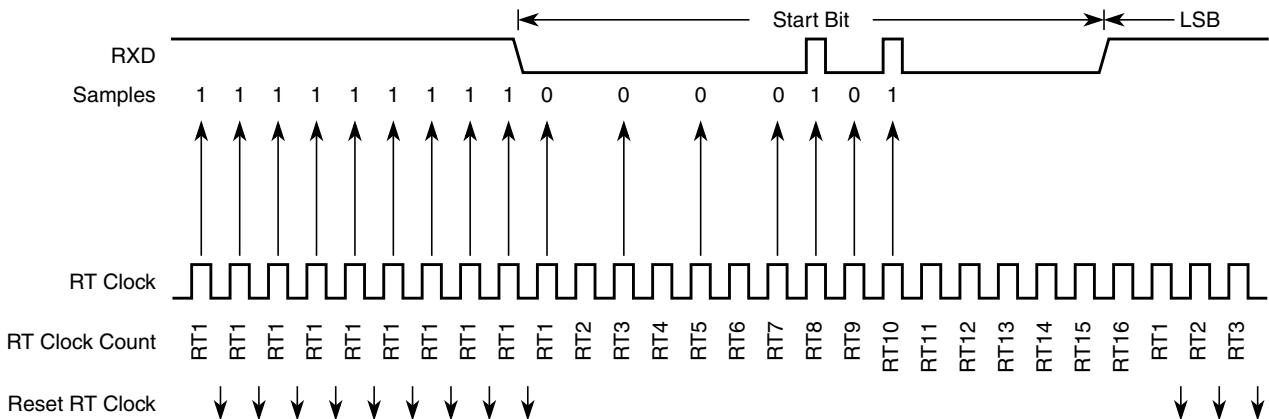 Start Bit LSB
RXD
Samples 1 1 1 1 1 1 1 1 1 0 0 0 0 1 0 1
RT Clock
RT Clock Count RT1 RT1 RT1 RT1 RT1 RT1 RT1 RT1 RT1 RT1 RT2 RT3 RT4 RT5 RT6 RT7 RT8 RT9 RT10 RT11 RT12 RT13 RT14 RT15 RT16 RT1 RT2 RT3
Reset RT Clock